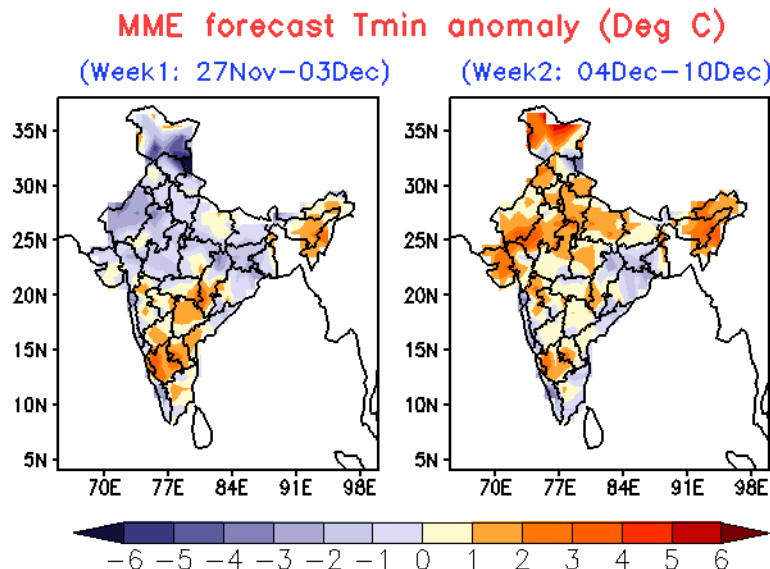 MME forecast Tmin anomaly (Deg C)
(Week1: 27Nov-03Dec) (Week2: 04Dec-10Dec)
35N 35N
30N 30N
25N 25N
20N 20N
15N 15N
10N 10N
5N 5N
70E 77E 84E 91E 98E 70E 77E 84E 91E 98E
-6 -5 -4 -3 -2 -1 0 1 2 3 4 5 6